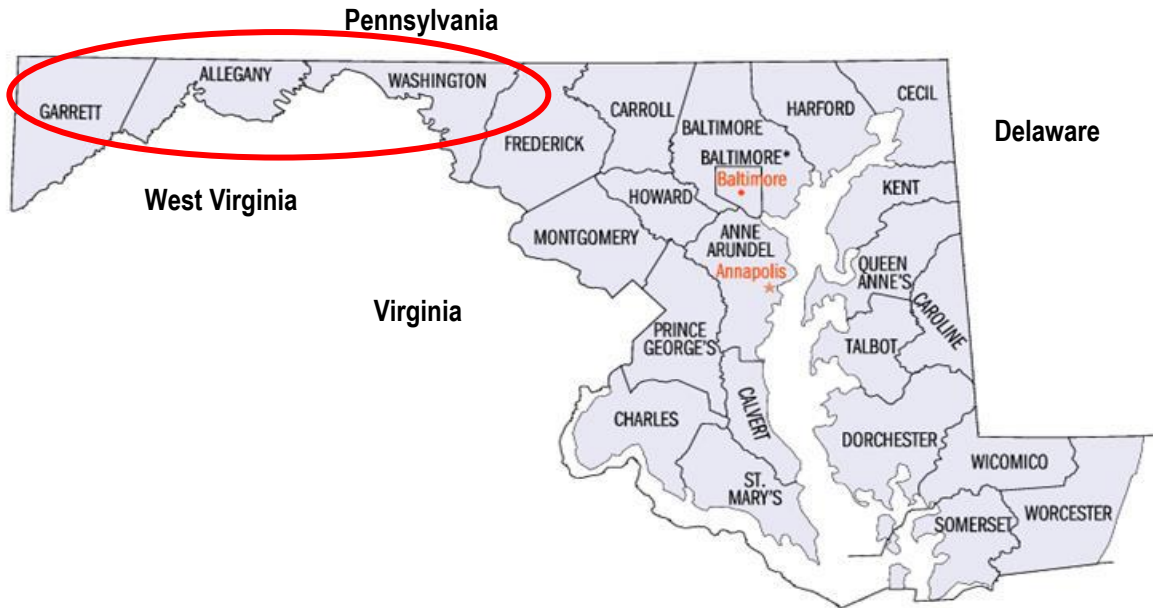 Pennsylvania
GARRETT
ALLEGANY
WASHINGTON
FREDERICK
CARROLL
BALTIMORE
HARFORD
CECIL
Delaware
BALTIMORE*
Baltimore
West Virginia
HOWARD
KENT
MONTGOMERY
ANNE
ARUNDEL
Annapolis
QUEEN
ANNE'S
Virginia
PRINCE
GEORGE'S
TALBOT
CAROLINE
CHARLES
CALVERT
DORCHESTER
WICOMICO
ST.
MARY'S
SOMERSET
WORCESTER